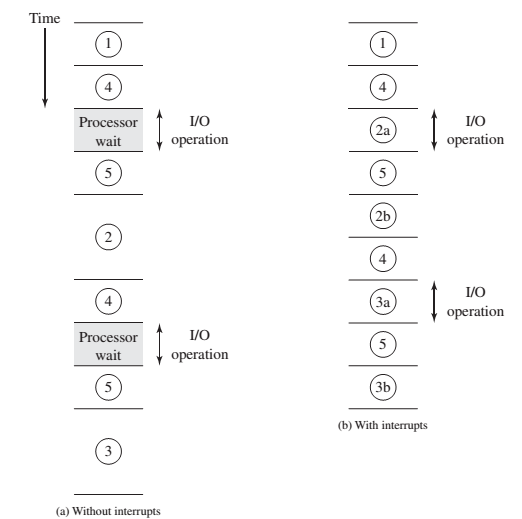 Time
1
4
Processor
wait
I/O
operation
5
2
4
Processor
wait
I/O
operation
5
3
(a) Without interrupts
1
4
2a
I/O
operation
5
2b
4
3a
I/O
operation
5
3b
(b) With interrupts